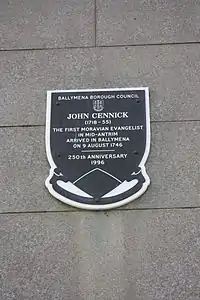 BALLYMENA BOROUGH COUNCIL
JOHN CENNICK
(1718 - 55)
THE FIRST MORAVIAN EVANGELIST
IN MID-ANTRIM
ARRIVED IN BALLYMENA
ON 9 AUGUST 1746
250th ANNIVERSARY
1996